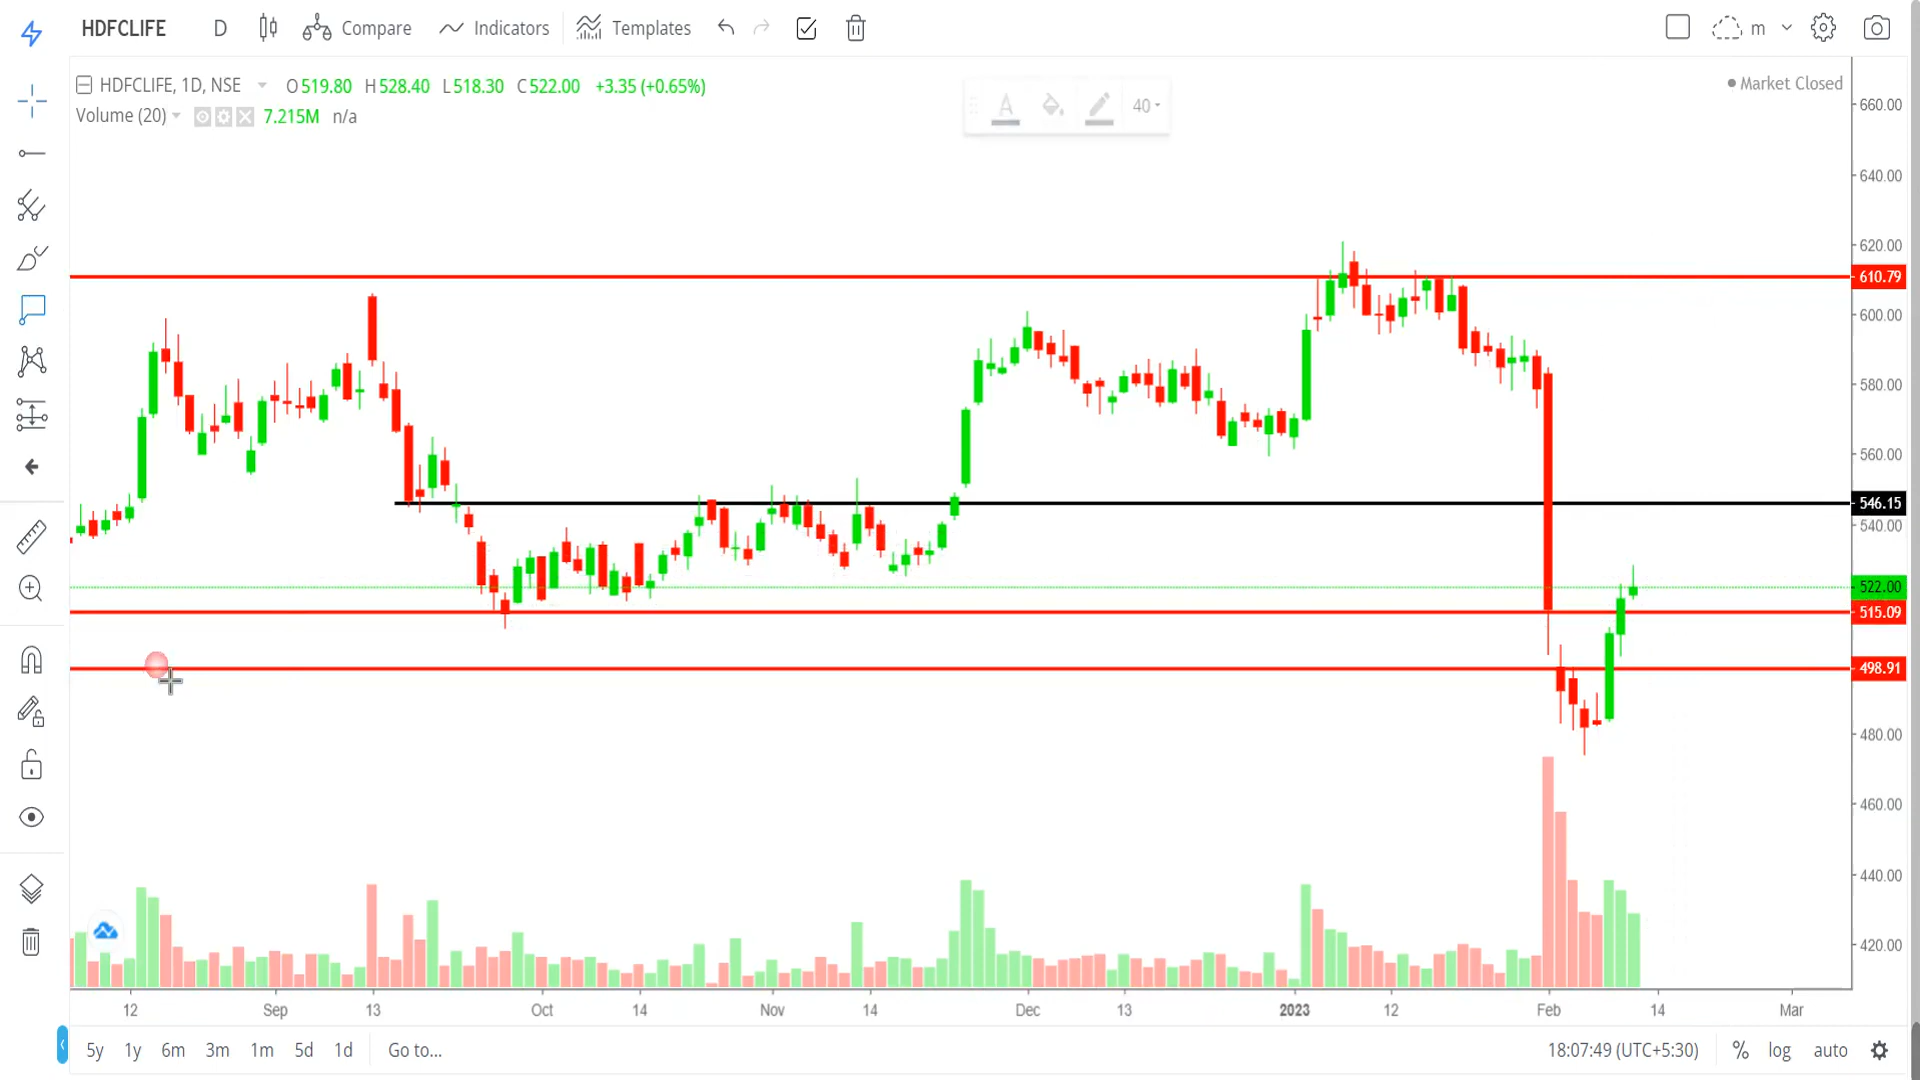 HDFCLIFE D Compare Indicators Templates m
HDFCLIFE, 1D, NSE O519.80 H528.40 L518.30 C522.00 +3.35 (+0.65%)
Volume (20) 7.215M n/a
A 40
Market Closed
660.00
640.00
620.00
610.79
600.00
580.00
560.00
546.15
540.00
522.00
515.09
498.91
480.00
460.00
440.00
420.00
12 Sep 13 Oct 14 Nov 14 Dec 13 2023 12 Feb 14 Mar
5y 1y 6m 3m 1m 5d 1d Go to... 18:07:49 (UTC+5:30) % log auto